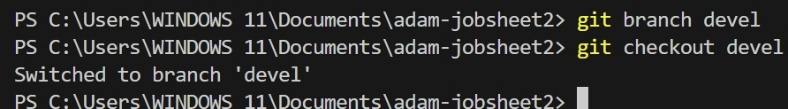 PS C:\Users\WINDOWS 11\Documents\adam-jobsheet2> git branch devel
PS C:\Users\WINDOWS 11\Documents\adam-jobsheet2> git checkout devel
Switched to branch 'devel'
PS C:\Users\WINDOWS 11\Documents\adam-jobsheet2>